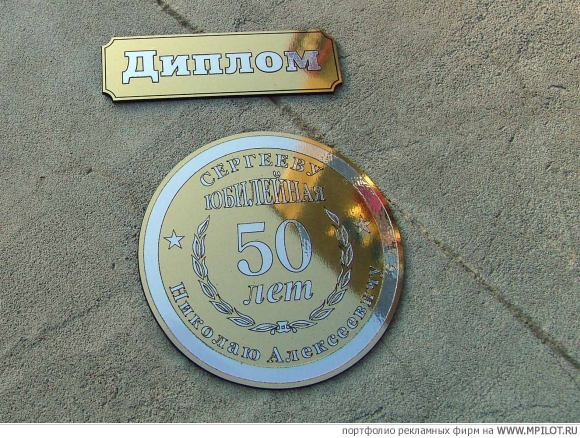 Диплом
СЕРГЕЕВУ
ЮБИЛЕЙНАЯ
50
лет
Николаю Алексеевичу
портфолио рекламных фирм на WWW.MPILOT.RU